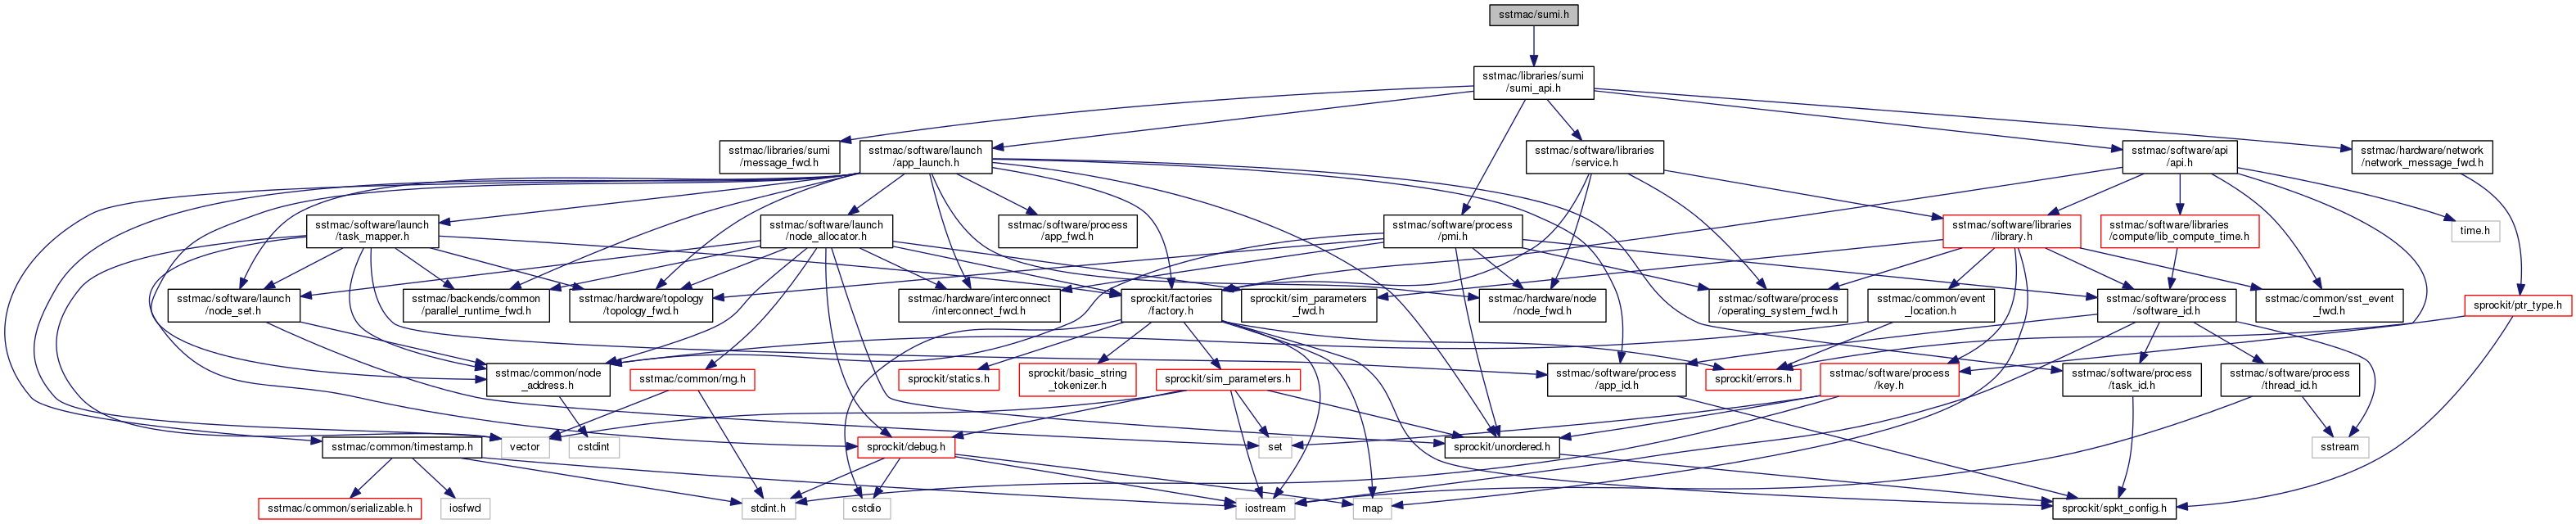 sstmac/sumi.h
sstmac/libraries/sumi
/sumi_api.h
sstmac/libraries/sumi
/message_fwd.h
sstmac/software/launch
/app_launch.h
sstmac/software/libraries
/service.h
sstmac/software/api
/api.h
sstmac/hardware/network
/network_message_fwd.h
sstmac/software/launch
/task_mapper.h
sstmac/software/process
/app_fwd.h
sstmac/software/launch
/node_allocator.h
sstmac/software/process
/pmi.h
sstmac/software/libraries
/library.h
sstmac/software/libraries
/compute/lib_compute_time.h
time.h
sstmac/software/launch
/node_set.h
sstmac/backends/common
/parallel_runtime_fwd.h
sstmac/hardware/topology
/topology_fwd.h
sstmac/hardware/interconnect
/interconnect_fwd.h
sprockit/factories
/factory.h
sprockit/sim_parameters
_fwd.h
sstmac/hardware/node
/node_fwd.h
sstmac/software/process
/operating_system_fwd.h
sstmac/common/event
_location.h
sstmac/software/process
/software_id.h
sstmac/common/sst_event
_fwd.h
sprockit/ptr_type.h
sstmac/common/node
_address.h
sstmac/common/rng.h
sprockit/statics.h
sprockit/basic_string
_tokenizer.h
sprockit/sim_parameters.h
sstmac/software/process
/app_id.h
sprockit/errors.h
sstmac/software/process
/key.h
sstmac/software/process
/task_id.h
sstmac/software/process
/thread_id.h
sstmac/common/timestamp.h
vector
cstdint
sprockit/debug.h
set
sprockit/unordered.h
sstream
sstmac/common/serializable.h
iosfwd
stdint.h
cstdio
iostream
map
sprockit/spkt_config.h